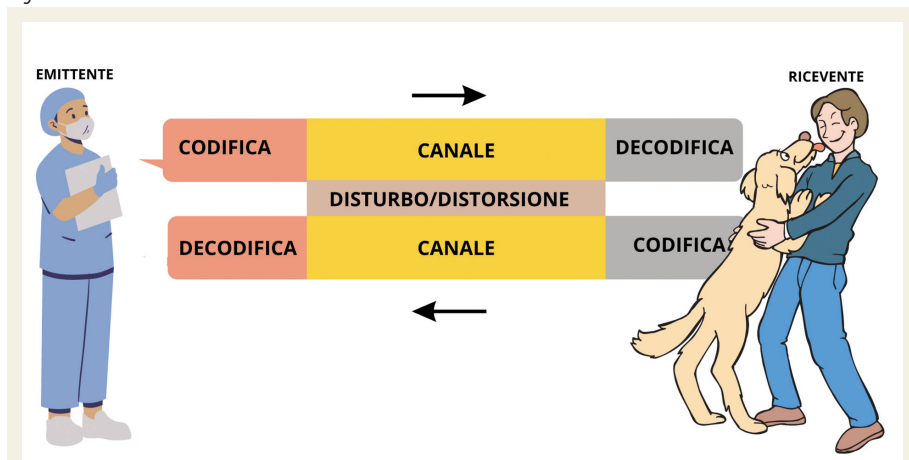 EMITTENTE
RICEVENTE
CODIFICA
CANALE
DECODIFICA
DISTURBO/DISTORSIONE
DECODIFICA
CANALE
CODIFICA